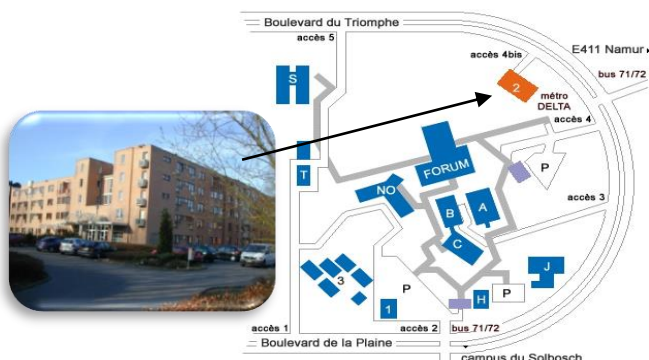 Boulevard du Triomphe
accès 5
accès 4bis
E411 Namur
bus 71/72
S
2
métro
DELTA
accès 4
FORUM
P
T
NO
accès 3
B
A
C
J
3
P
P
H
1
accès 1
accès 2
bus 71/72
Boulevard de la Plaine
campus du Solbosch